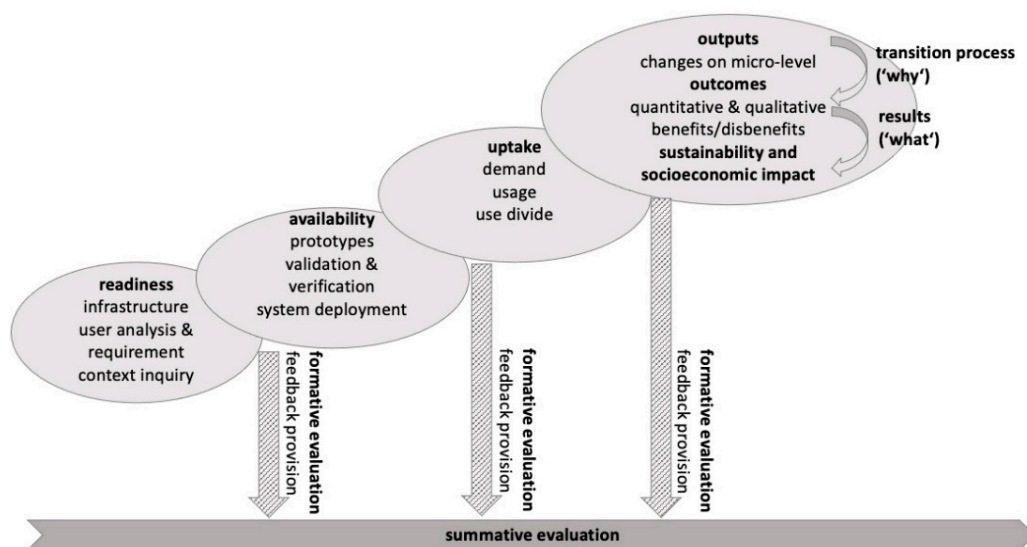 readiness
infrastructure
user analysis &
requirement
context inquiry
availability
prototypes
validation &
verification
system deployment
uptake
demand
usage
use divide
outputs
changes on micro-level
outcomes
quantitative & qualitative
benefits/disbenefits
sustainability and
socioeconomic impact
transition process
(‘why‘)
results
(‘what‘)
formative evaluation
feedback provision
formative evaluation
feedback provision
formative evaluation
feedback provision
summative evaluation